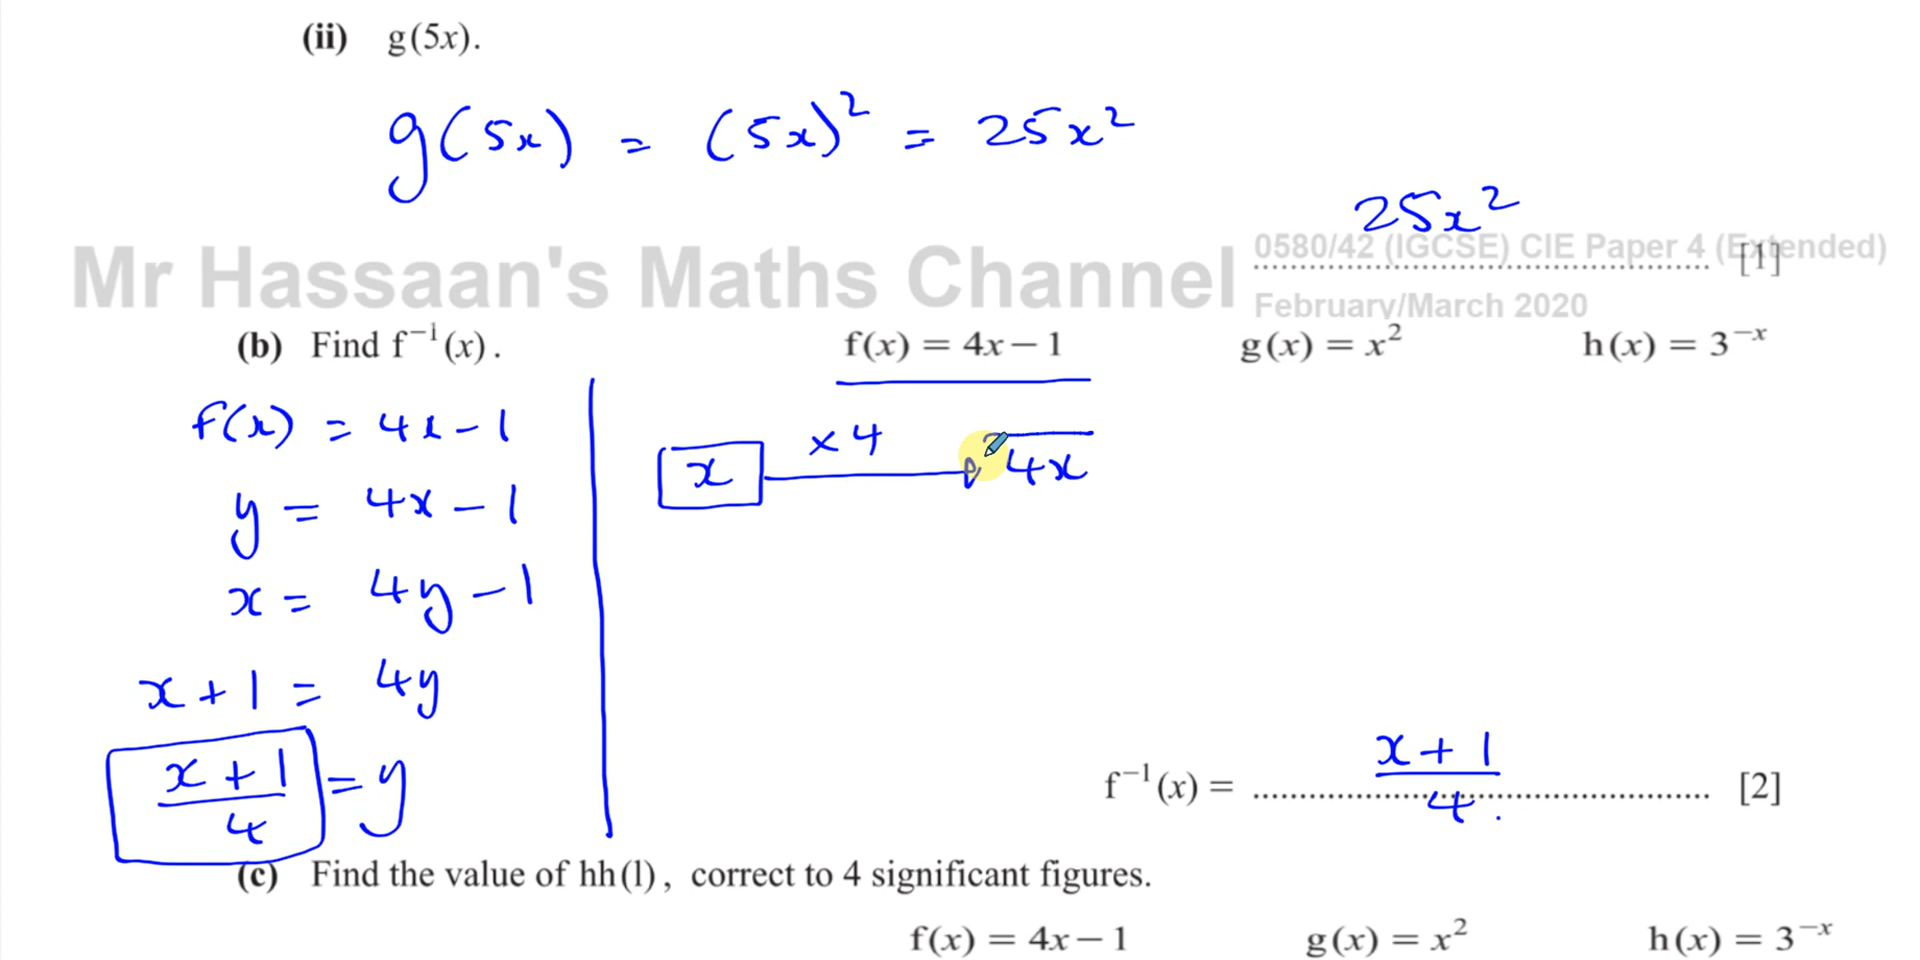 (ii) g(5x).
g(5x) = (5x)² = 25x²
25x²
Mr Hassaan's Maths Channel
0580/42 (IGCSE) CIE Paper 4 (Extended)
February/March 2020
[1]
(b) Find f⁻¹(x). f(x) = 4x − 1 g(x) = x² h(x) = 3⁻ˣ
f(x) = 4x − 1
x ×4 4x
y = 4x − 1
x = 4y − 1
x + 1 = 4y
(x + 1)/4 = y
f⁻¹(x) = (x + 1)/4. [2]
(c) Find the value of hh(1), correct to 4 significant figures.
f(x) = 4x − 1 g(x) = x² h(x) = 3⁻ˣ